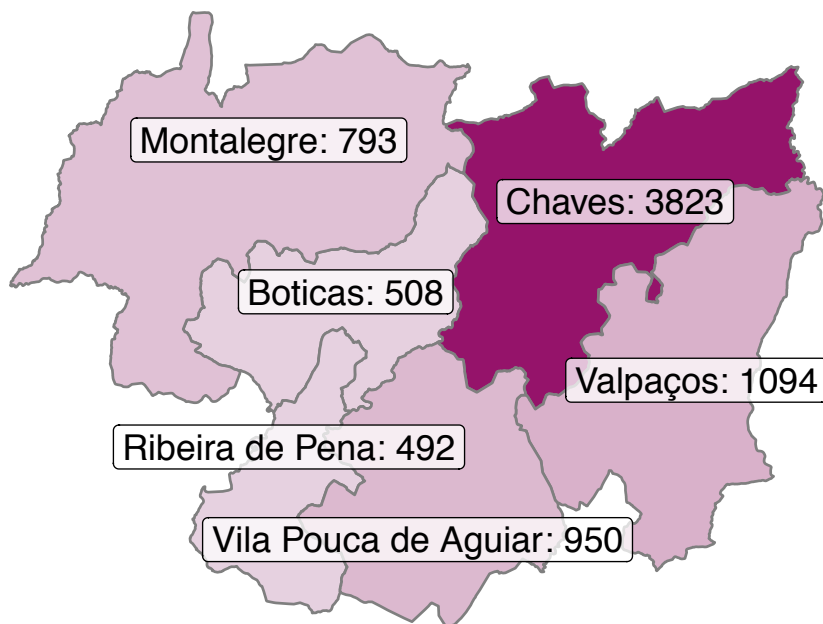 Montalegre: 793
Chaves: 3823
Boticas: 508
Valpaços: 1094
Ribeira de Pena: 492
Vila Pouca de Aguiar: 950